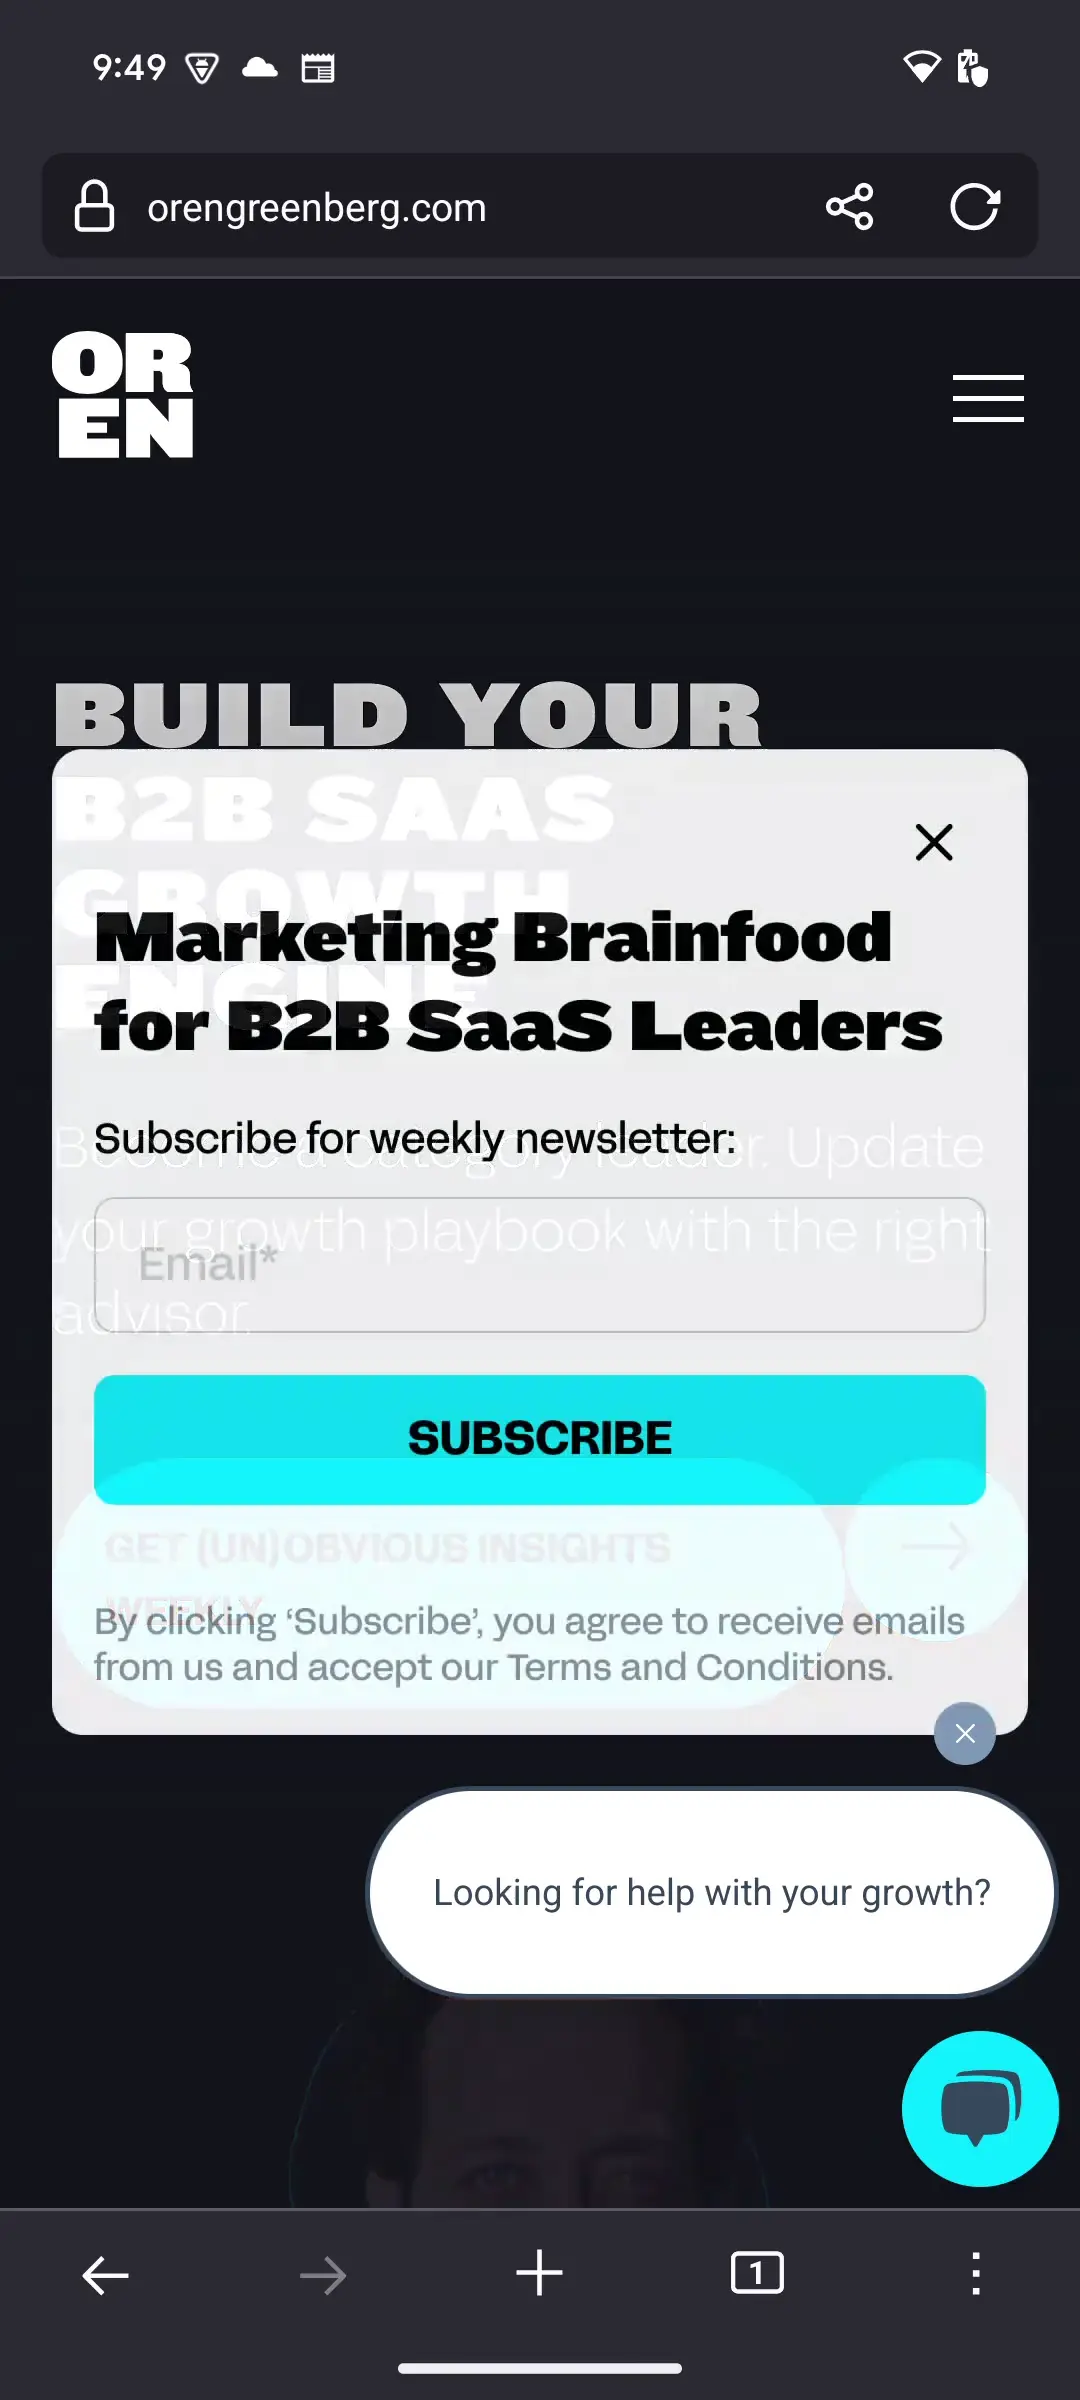 9:49
orengreenberg.com
OR
EN
BUILD YOUR
B2B SAAS
GROWTH
ENGINE
Marketing Brainfood
for B2B SaaS Leaders
Subscribe for weekly newsletter:
Become a category leader. Update
your growth playbook with the right
advisor.
Email*
SUBSCRIBE
GET (UN)OBVIOUS INSIGHTS
WEEKLY
By clicking ‘Subscribe’, you agree to receive emails
from us and accept our Terms and Conditions.
Looking for help with your growth?
1